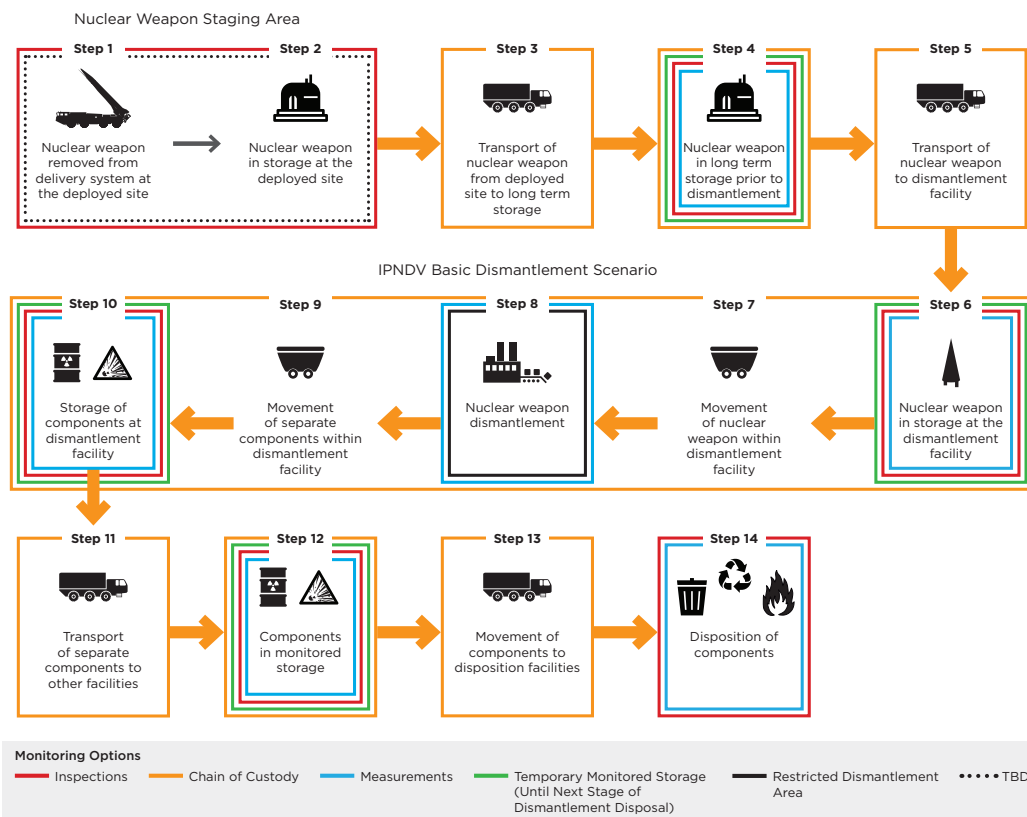 Nuclear Weapon Staging Area
Step 1
Nuclear weapon
removed from
delivery system at
the deployed site
Step 2
Nuclear weapon
in storage at the
deployed site
Step 3
Transport of
nuclear weapon
from deployed
site to long term
storage
Step 4
Nuclear weapon
in long term
storage prior to
dismantlement
Step 5
Transport of
nuclear weapon
to dismantlement
facility
IPNDV Basic Dismantlement Scenario
Step 10
Storage of
components at
dismantlement
facility
Step 9
Movement
of separate
components within
dismantlement
facility
Step 8
Nuclear weapon
dismantlement
Step 7
Movement
of nuclear
weapon within
dismantlement
facility
Step 6
Nuclear weapon
in storage at the
dismantlement
facility
Step 11
Transport
of separate
components to
other facilities
Step 12
Components
in monitored
storage
Step 13
Movement of
components to
disposition facilities
Step 14
Disposition of
components
Monitoring Options
Inspections
Chain of Custody
Measurements
Temporary Monitored Storage
(Until Next Stage of
Dismantlement Disposal)
Restricted Dismantlement
Area
TBD